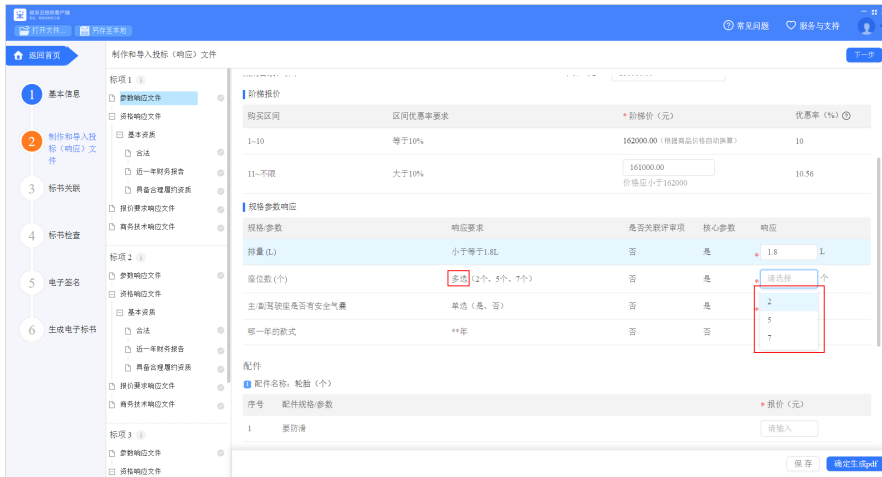 政采云投标客户端
打开文件... 另存至本地
常见问题 服务与支持
返回首页 制作和导入投标（响应）文件 下一步
1 基本信息
2 制作和导入投标（响应）文件
3 标书关联
4 标书检查
5 电子签名
6 生成电子标书
标项1
参数响应文件
资格响应文件
基本资质
合法
近一年财务报告
具备合理履约资质
报价要求响应文件
商务技术响应文件
标项2
参数响应文件
资格响应文件
基本资质
合法
近一年财务报告
具备合理履约资质
报价要求响应文件
商务技术响应文件
标项3
参数响应文件
资格响应文件
阶梯报价
购买区间 区间优惠率要求 * 阶梯价（元） 优惠率（%）
1~10 等于10% 162000.00（根据商品价格自动换算） 10
11~不限 大于10% 161000.00 10.56
价格应小于162000
规格参数响应
规格/参数 响应要求 是否关联评审项 核心参数 响应
排量(L) 小于等于1.8L 否 是 * 1.8 L
座位数(个) 多选（2个、5个、7个） 否 是 * 请选择 个
主/副驾驶座是否有安全气囊 单选（是、否） 否 是 *
哪一年的款式 **年 否 否
2
5
7
配件
1 配件名称：轮胎（个）
序号 配件规格/参数 * 报价（元）
1 要防滑 请输入
保存 确定生成pdf